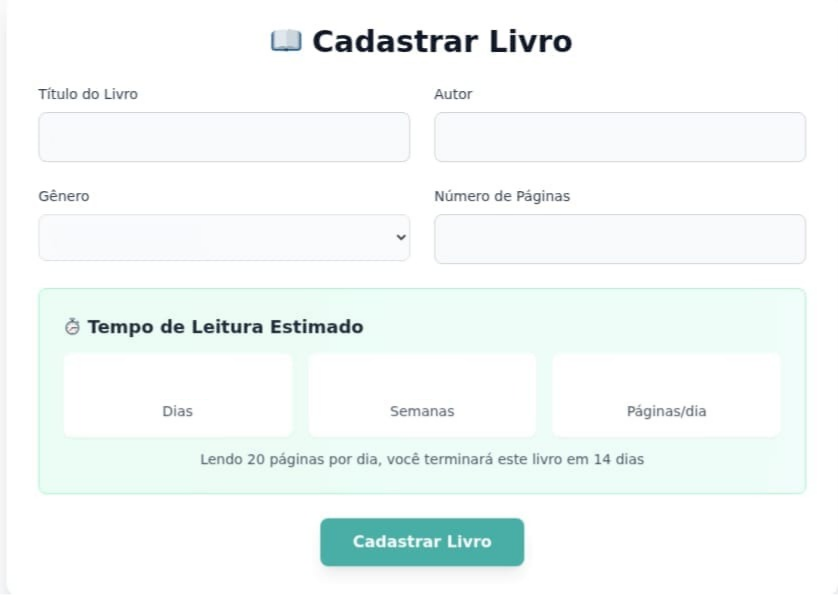 Cadastrar Livro
Título do Livro
Autor
Gênero
Número de Páginas
Tempo de Leitura Estimado
Dias
Semanas
Páginas/dia
Lendo 20 páginas por dia, você terminará este livro em 14 dias
Cadastrar Livro